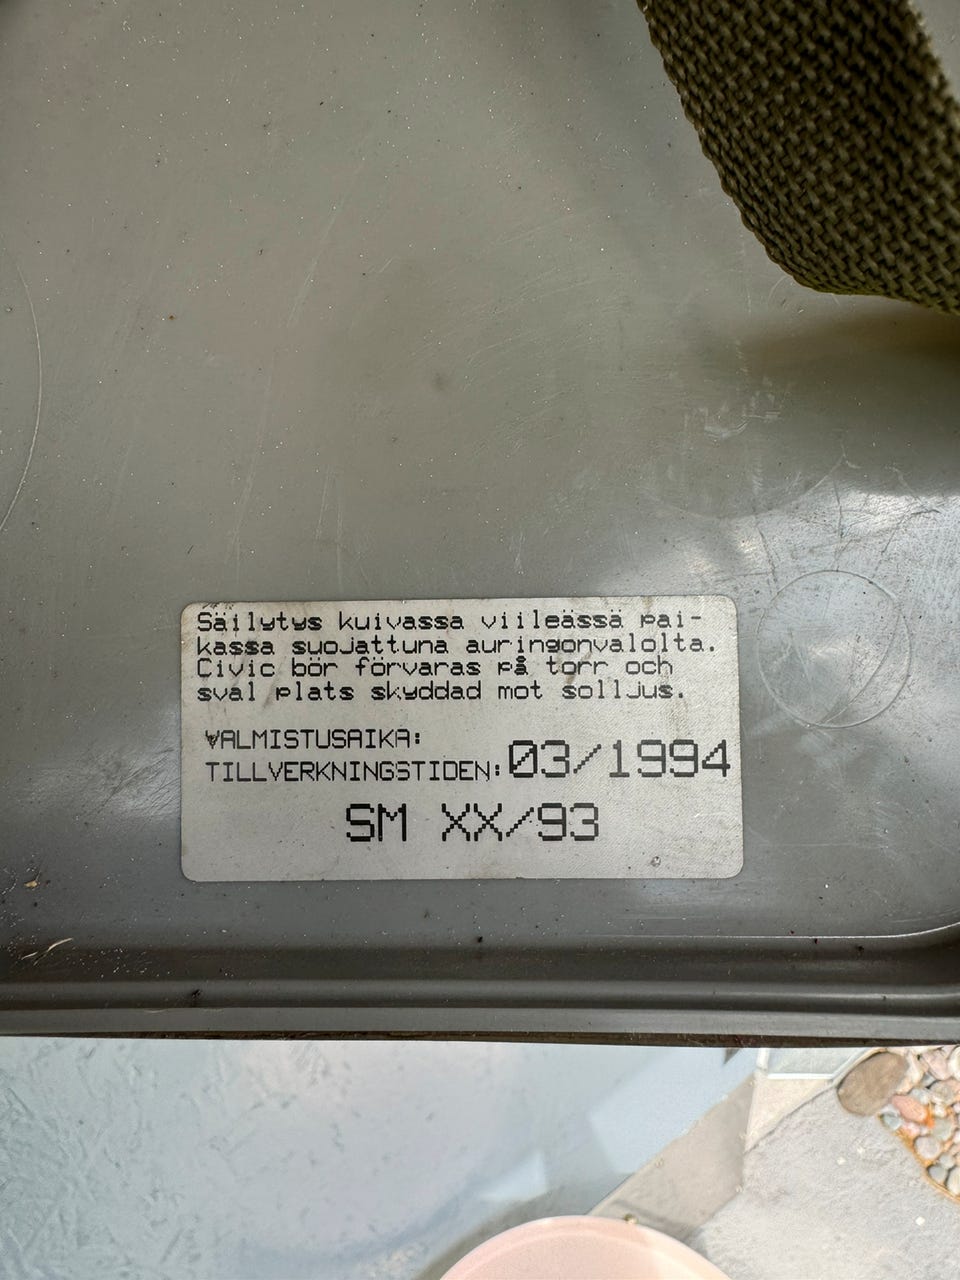 Säilytys kuivassa viileässä pai-
kassa suojattuna auringonvalolta.
Civic bör förvaras på torr och
sval plats skyddad mot solljus.
VALMISTUSAIKA:
TILLVERKNINGSTIDEN: 03/1994
SM XX/93